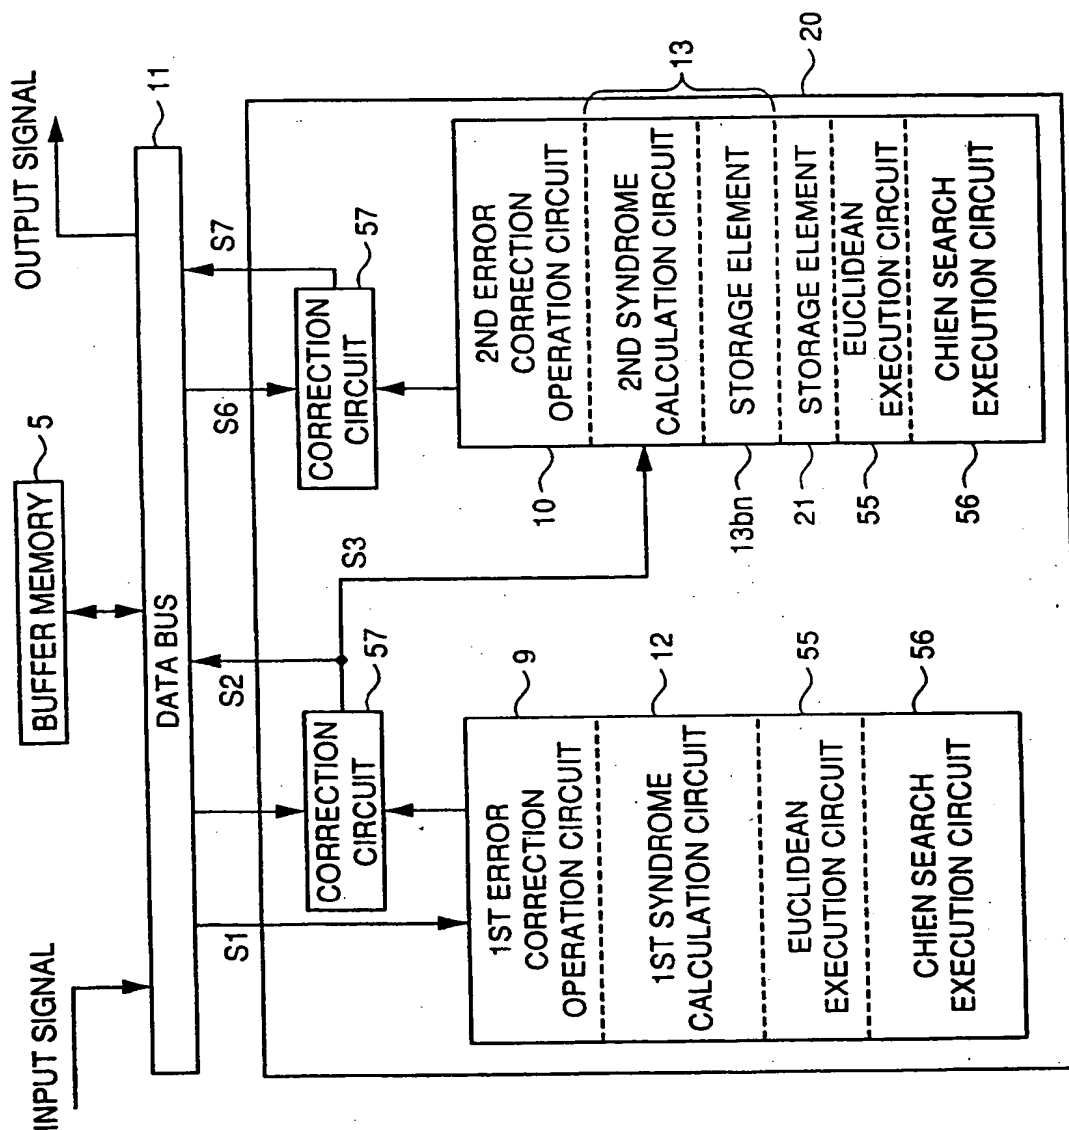 INPUT SIGNAL
OUTPUT SIGNAL
BUFFER MEMORY
5
DATA BUS
11
S1
S2
S3
S6
S7
CORRECTION
CIRCUIT
57
CORRECTION
CIRCUIT
57
1ST ERROR
CORRECTION
OPERATION CIRCUIT
9
1ST SYNDROME
CALCULATION CIRCUIT
12
EUCLIDEAN
EXECUTION CIRCUIT
55
CHIEN SEARCH
EXECUTION CIRCUIT
56
2ND ERROR
CORRECTION
OPERATION CIRCUIT
10
2ND SYNDROME
CALCULATION CIRCUIT
13
STORAGE ELEMENT
13bn
STORAGE ELEMENT
21
EUCLIDEAN
EXECUTION CIRCUIT
55
CHIEN SEARCH
EXECUTION CIRCUIT
56
20